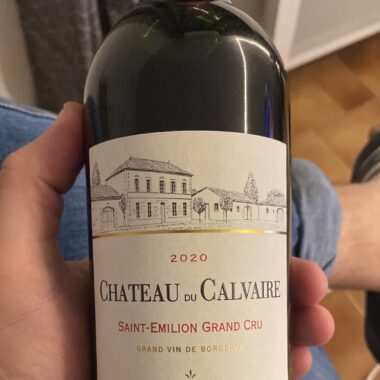 2020
CHATEAU DU CALVAIRE
SAINT-EMILION GRAND CRU
GRAND VIN DE BORDEAUX